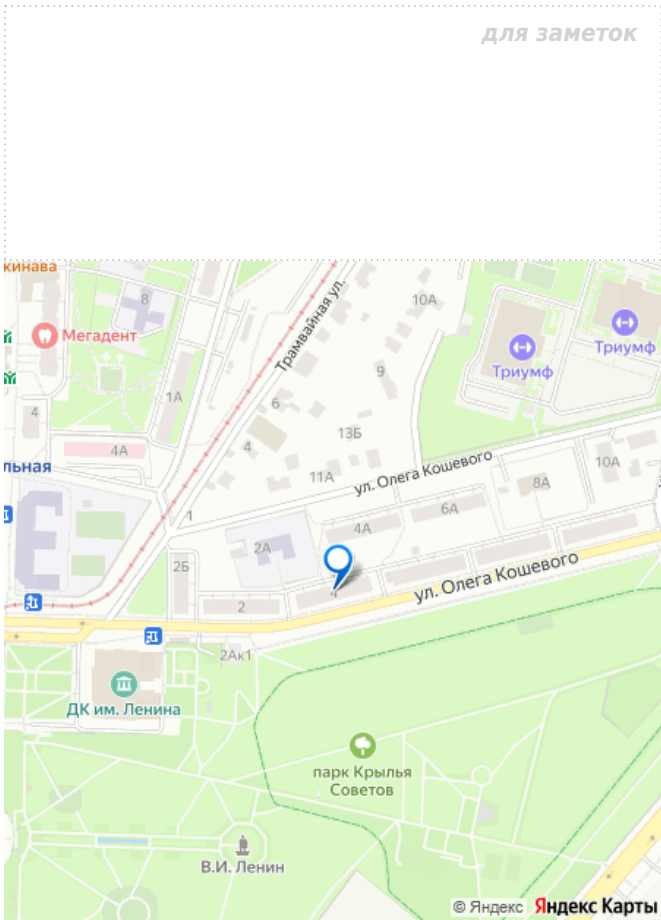 для заметок
кинава
8
10А
Трамвайная ул.
Мегадент
Триумф
Триумф
9
1А
6
4
13Б
4А
4
льная
11А
ул. Олега Кошевого
10А
8А
6А
1
4А
2А
2Б
4
2
ул. Олега Кошевого
2Ак1
ДК им. Ленина
парк Крылья
Советов
В.И. Ленин
© Яндекс Яндекс Карты